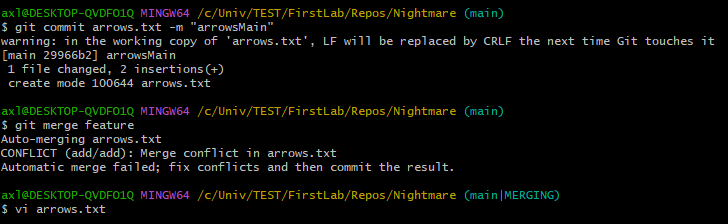 axl@DESKTOP-QVDFO1Q MINGW64 /c/Univ/TEST/FirstLab/Repos/Nightmare (main)
$ git commit arrows.txt -m "arrowsMain"
warning: in the working copy of 'arrows.txt', LF will be replaced by CRLF the next time Git touches it
[main 29966b2] arrowsMain
 1 file changed, 2 insertions(+)
 create mode 100644 arrows.txt
axl@DESKTOP-QVDFO1Q MINGW64 /c/Univ/TEST/FirstLab/Repos/Nightmare (main)
$ git merge feature
Auto-merging arrows.txt
CONFLICT (add/add): Merge conflict in arrows.txt
Automatic merge failed; fix conflicts and then commit the result.
axl@DESKTOP-QVDFO1Q MINGW64 /c/Univ/TEST/FirstLab/Repos/Nightmare (main|MERGING)
$ vi arrows.txt